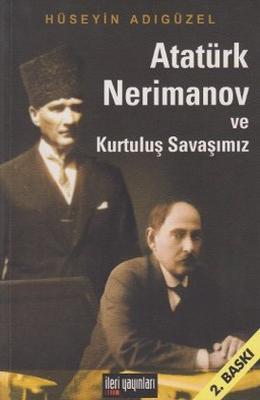 HÜSEYİN ADIGÜZEL
Atatürk
Nerimanov
ve
Kurtuluş Savaşımız
2. BASKI
ileri yayınları